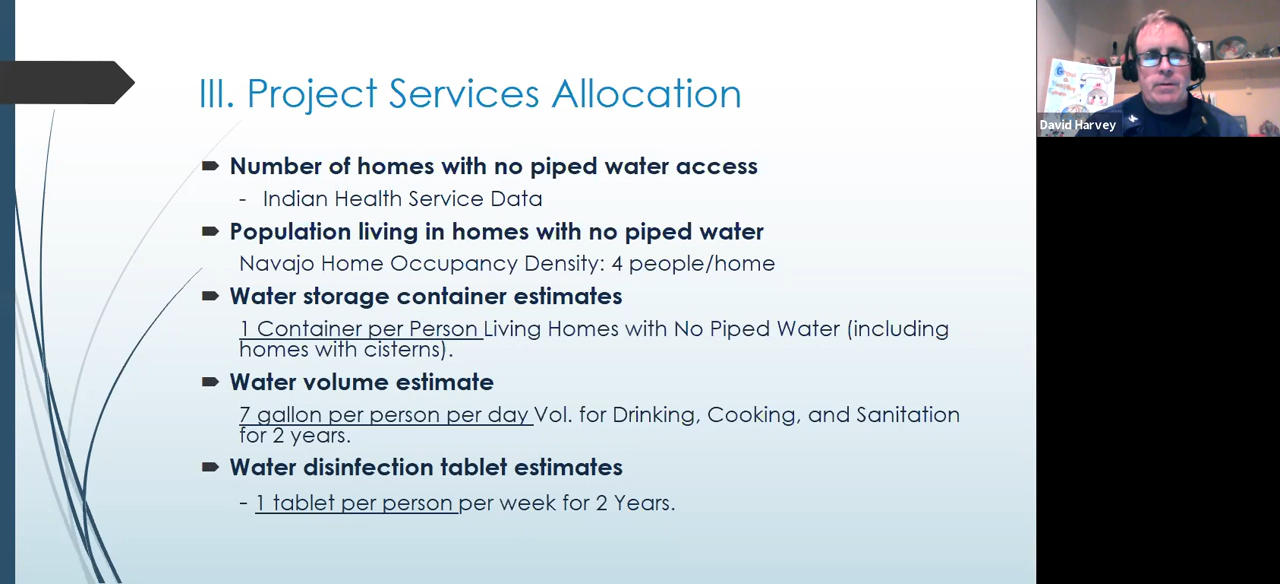 III. Project Services Allocation
Number of homes with no piped water access
- Indian Health Service Data
Population living in homes with no piped water
Navajo Home Occupancy Density: 4 people/home
Water storage container estimates
1 Container per Person Living Homes with No Piped Water (including
homes with cisterns).
Water volume estimate
7 gallon per person per day Vol. for Drinking, Cooking, and Sanitation
for 2 years.
Water disinfection tablet estimates
- 1 tablet per person per week for 2 Years.
David Harvey